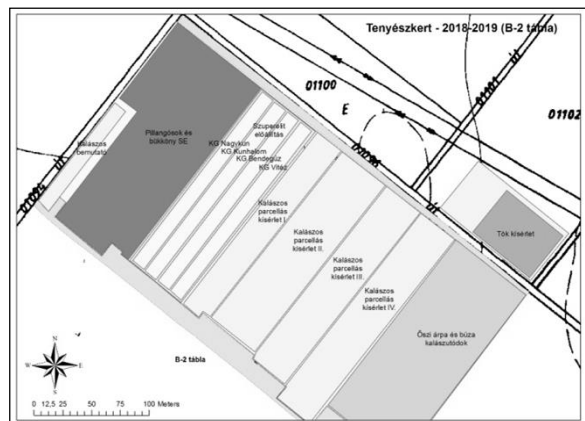 Tenyészkert - 2018-2019 (B-2 tábla)
01100
E
01102
Pillangósok és
bükköny SE
Kalászos
bemutató
Szuperelit
előállítás
KG Nagykun
KG Kunhalom
KG Bendegúz
KG Vitéz
Kalászos
parcellás
kísérlet I.
Kalászos
parcellás
kísérlet II.
Kalászos
parcellás
kísérlet III.
Kalászos
parcellás
kísérlet IV.
Tök kísérlet
Őszi árpa és búza
kalászutódok
B-2 tábla
N
W E
S
0 12,5 25 50 75 100 Meters